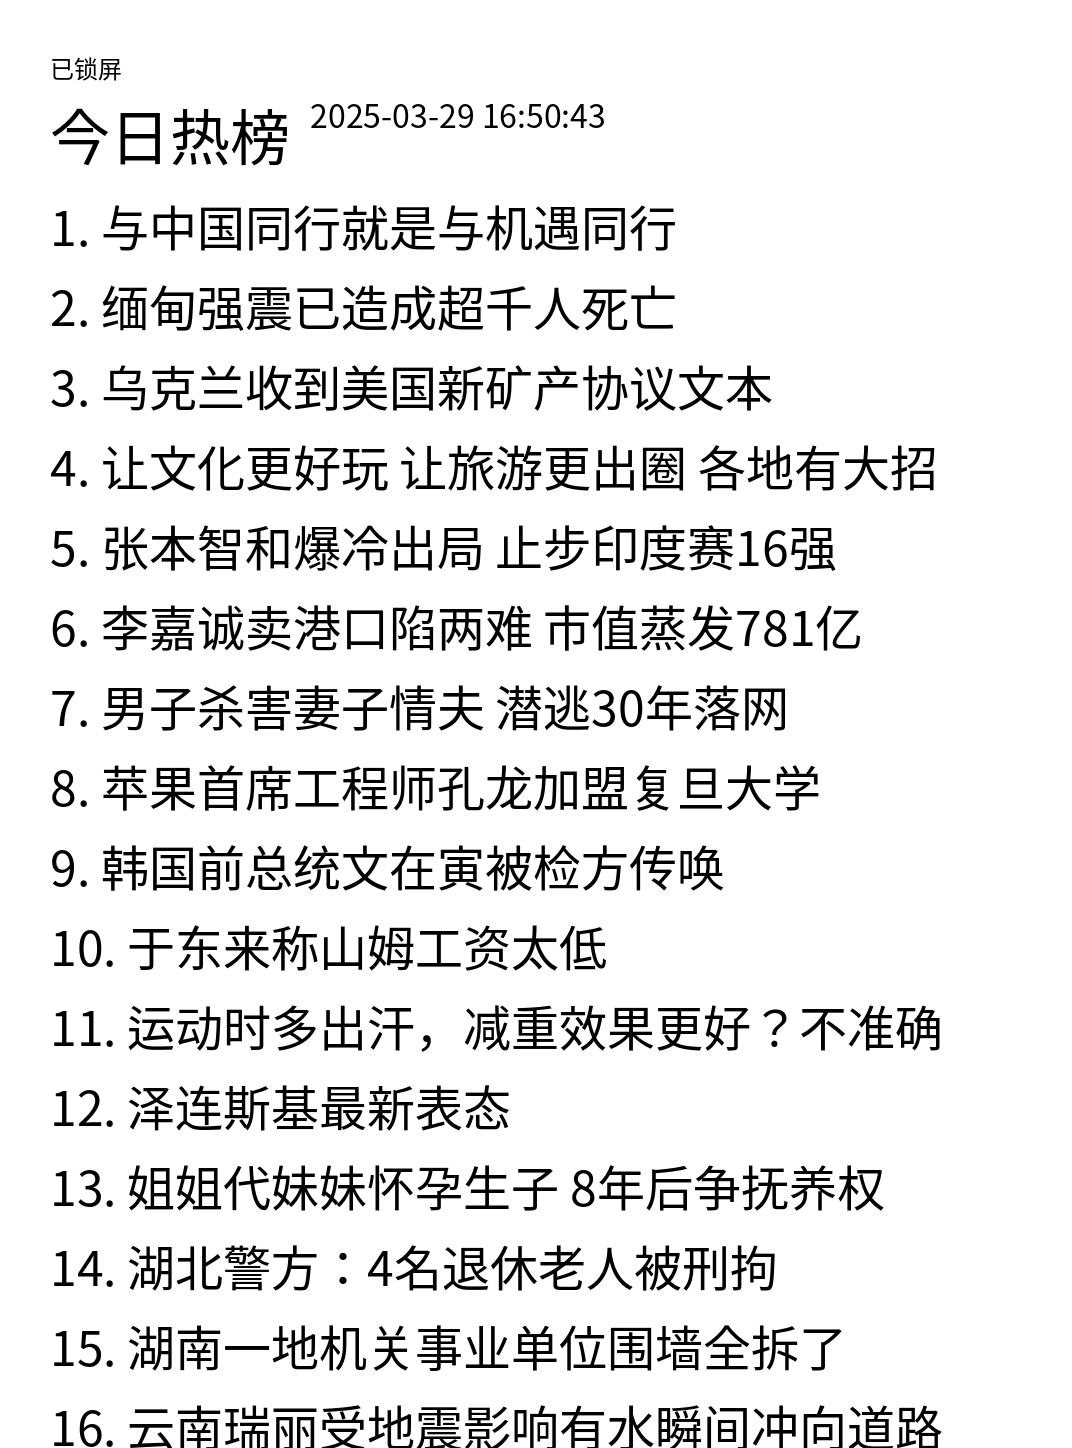 已锁屏
今日热榜 2025-03-29 16:50:43
1. 与中国同行就是与机遇同行
2. 缅甸强震已造成超千人死亡
3. 乌克兰收到美国新矿产协议文本
4. 让文化更好玩 让旅游更出圈 各地有大招
5. 张本智和爆冷出局 止步印度赛16强
6. 李嘉诚卖港口陷两难 市值蒸发781亿
7. 男子杀害妻子情夫 潜逃30年落网
8. 苹果首席工程师孔龙加盟复旦大学
9. 韩国前总统文在寅被检方传唤
10. 于东来称山姆工资太低
11. 运动时多出汗，减重效果更好？不准确
12. 泽连斯基最新表态
13. 姐姐代妹妹怀孕生子 8年后争抚养权
14. 湖北警方：4名退休老人被刑拘
15. 湖南一地机关事业单位围墙全拆了
16. 云南瑞丽受地震影响有水瞬间冲向道路